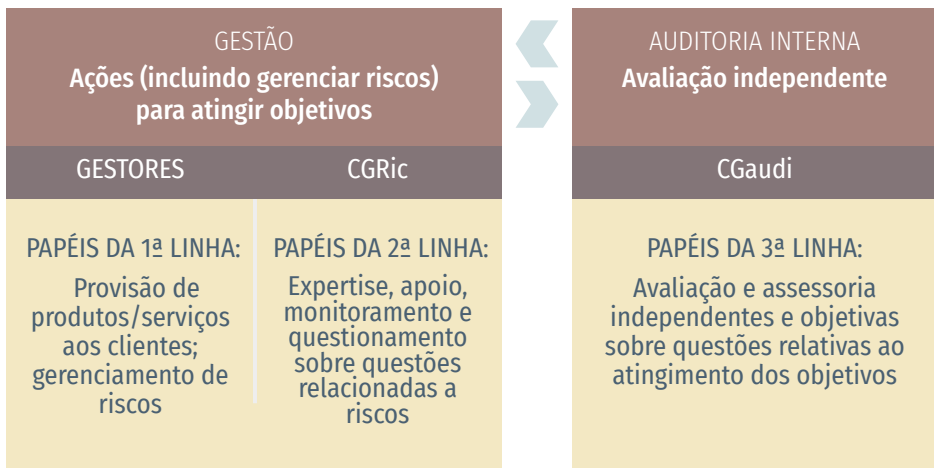 GESTÃO
Ações (incluindo gerenciar riscos)
para atingir objetivos
GESTORES
CGRic
PAPÉIS DA 1ª LINHA:
Provisão de
produtos/serviços
aos clientes;
gerenciamento de
riscos
PAPÉIS DA 2ª LINHA:
Expertise, apoio,
monitoramento e
questionamento
sobre questões
relacionadas a
riscos
AUDITORIA INTERNA
Avaliação independente
CGaudi
PAPÉIS DA 3ª LINHA:
Avaliação e assessoria
independentes e objetivas
sobre questões relativas ao
atingimento dos objetivos